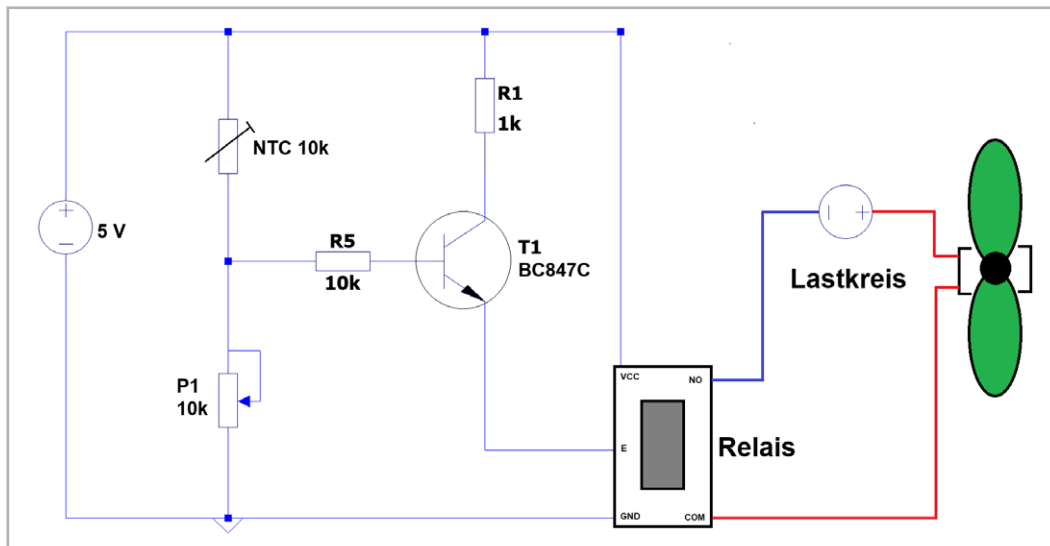 R1
1k
NTC 10k
+
–
5 V
R5
10k
T1
BC847C
P1
10k
– +
Lastkreis
VCC
NO
E
Relais
GND
COM